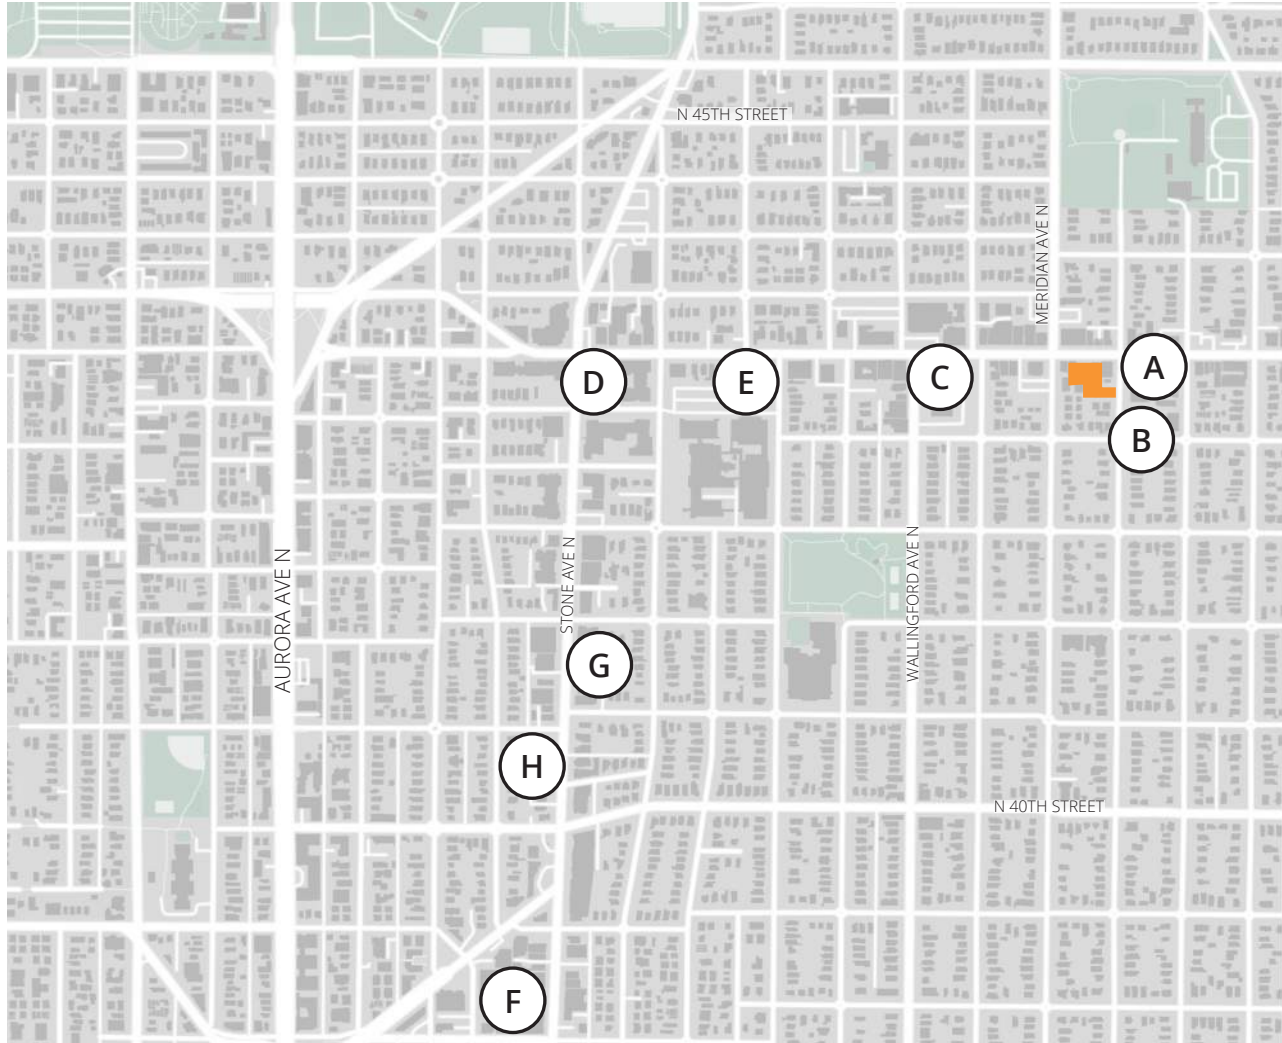 N 45TH STREET
MERIDIAN AVE N
A
D
E
C
B
AURORA AVE N
STONE AVE N
WALLINGFORD AVE N
G
H
N 40TH STREET
F